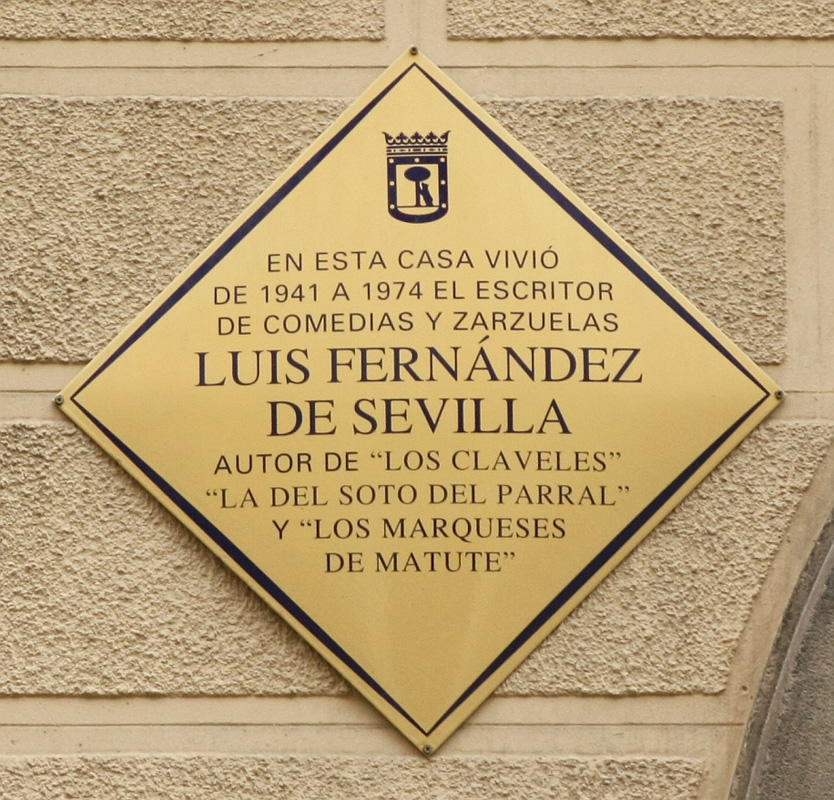 EN ESTA CASA VIVIÓ
DE 1941 A 1974 EL ESCRITOR
DE COMEDIAS Y ZARZUELAS
LUIS FERNÁNDEZ
DE SEVILLA
AUTOR DE “LOS CLAVELES”
“LA DEL SOTO DEL PARRAL”
Y “LOS MARQUESES
DE MATUTE”